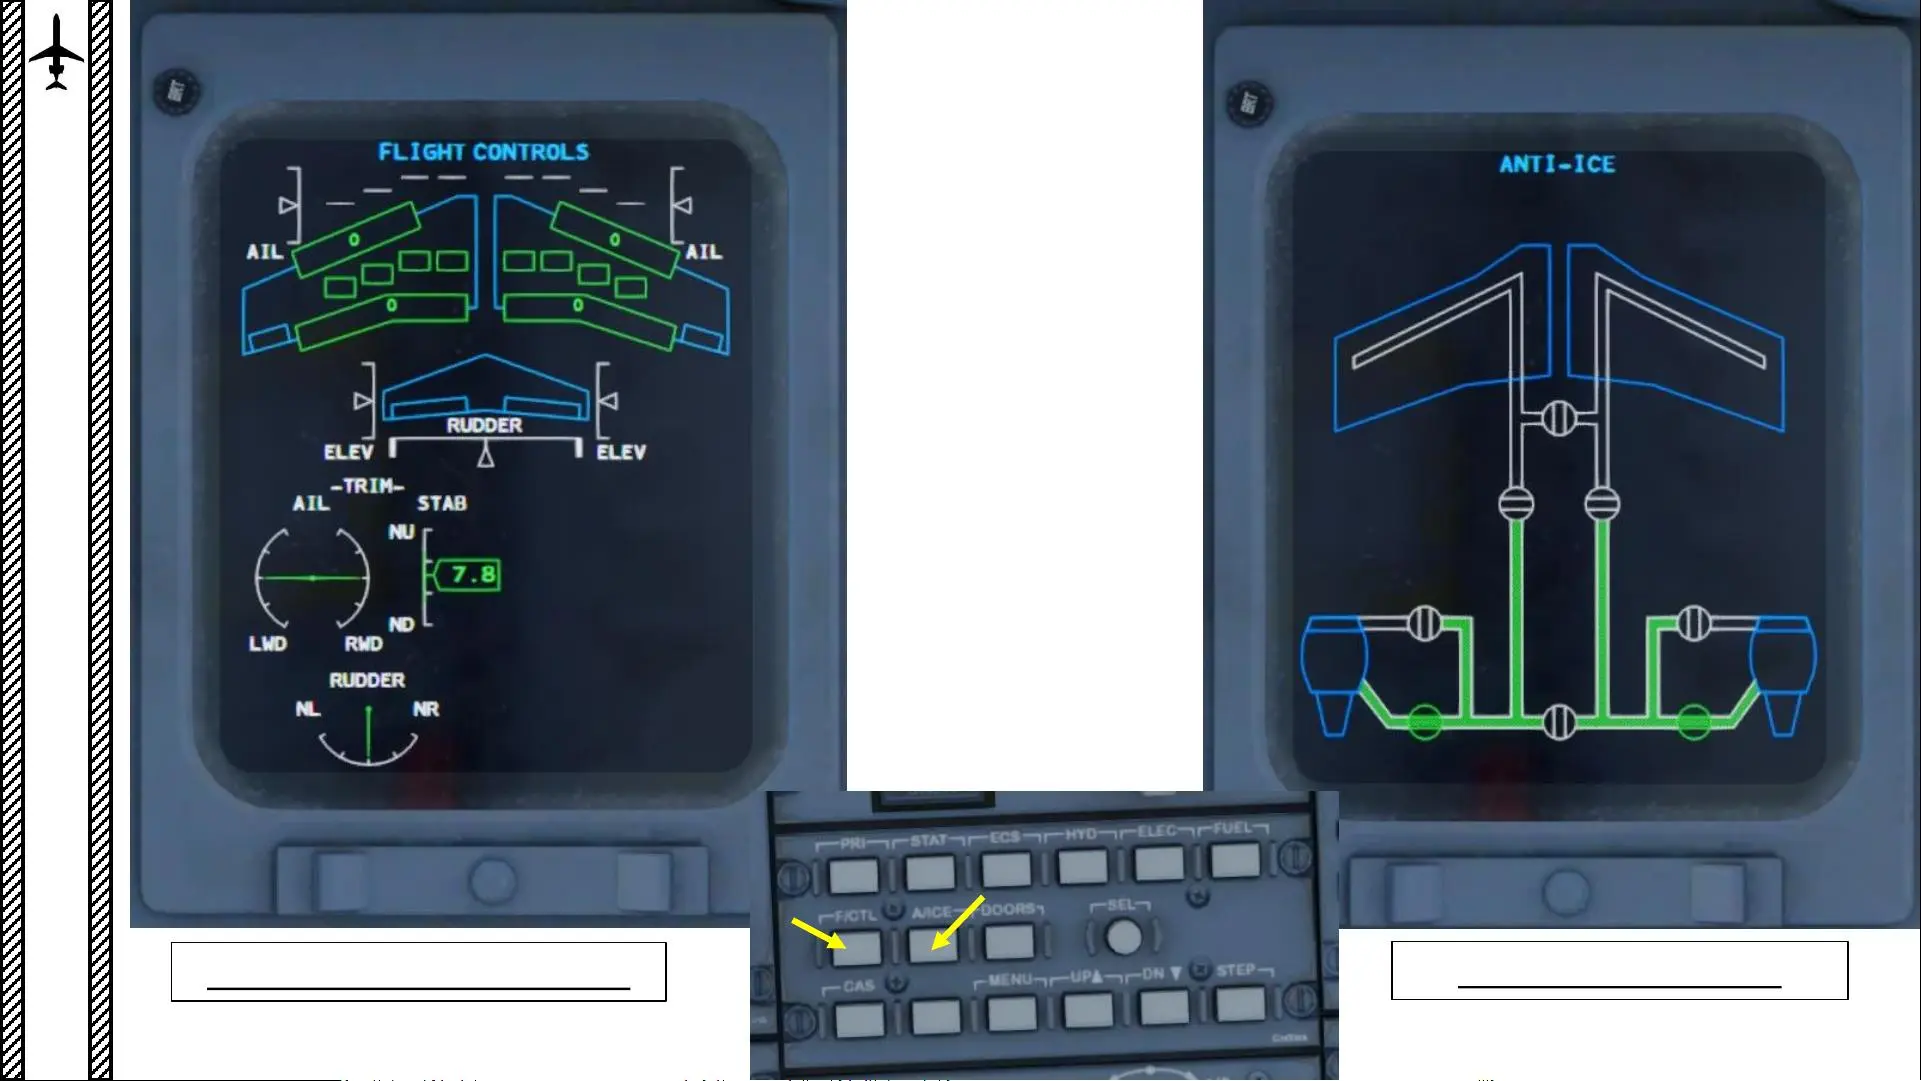 BRT
FLIGHT CONTROLS
0 0
AIL AIL
0 0
RUDDER
ELEV ELEV
-TRIM-
AIL STAB
NU
7.8
ND
LWD RWD
RUDDER
NL NR
BRT
ANTI-ICE
PRI STAT ECS HYD ELEC FUEL
F/CTL A/ICE DOORS SEL
CAS MENU UP▲ DN ▼ STEP